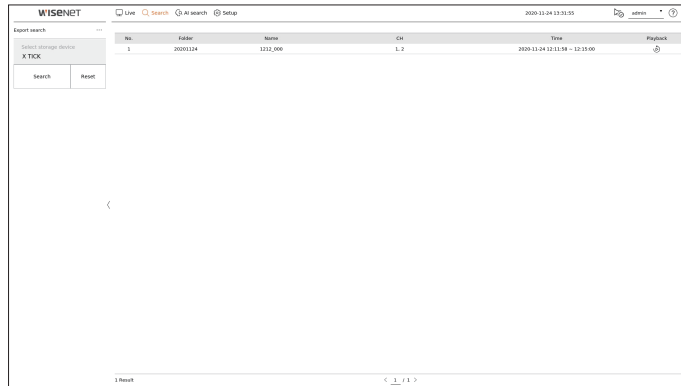 WISENET
Live Search AI search Setup 2020-11-24 13:31:55 admin ?
Export search ...
Select storage device
X TICK
Search Reset
No. Folder Name CH Time Playback
1 20201124 1212_000 1, 2 2020-11-24 12:11:58 ~ 12:15:00
1 Result < 1 / 1 >